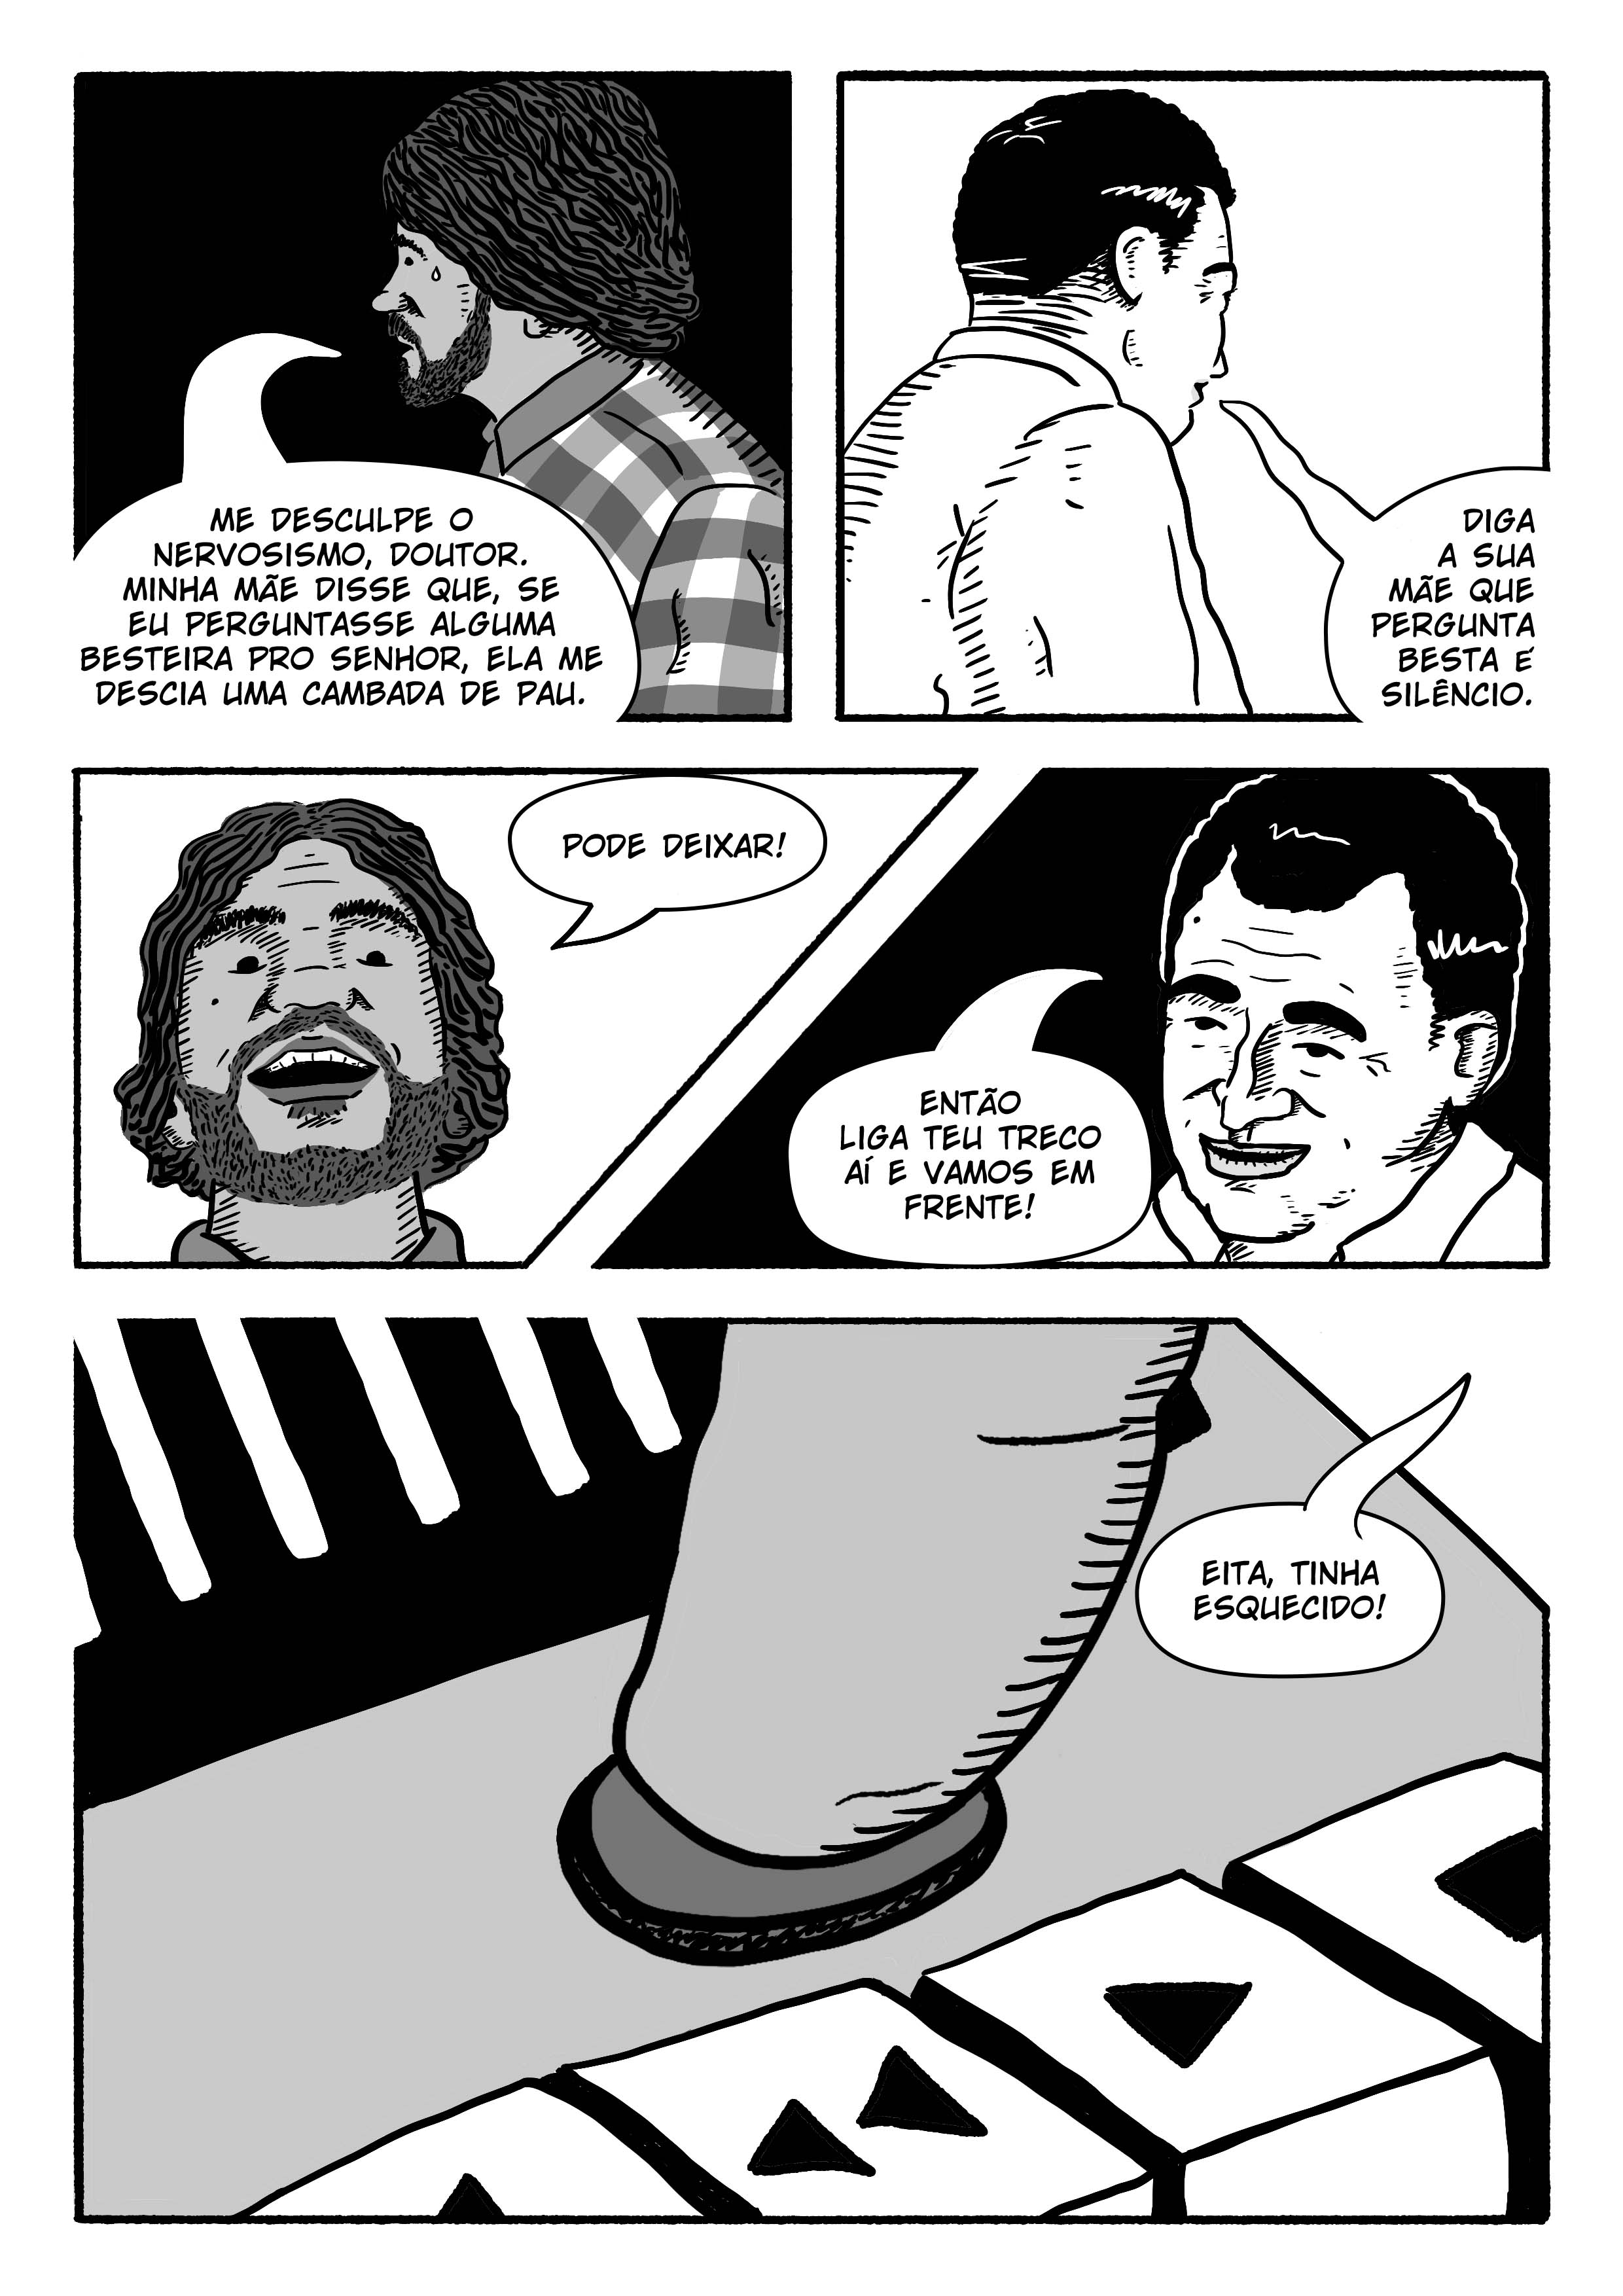 ME DESCULPE O
NERVOSISMO, DOUTOR.
MINHA MÃE DISSE QUE, SE
EU PERGUNTASSE ALGUMA
BESTEIRA PRO SENHOR, ELA ME
DESCIA UMA CAMBADA DE PAU.
DIGA
A SUA
MÃE QUE
PERGUNTA
BESTA É
SILÊNCIO.
PODE DEIXAR!
ENTÃO
LIGA TEU TRECO
AÍ E VAMOS EM
FRENTE!
EITA, TINHA
ESQUECIDO!